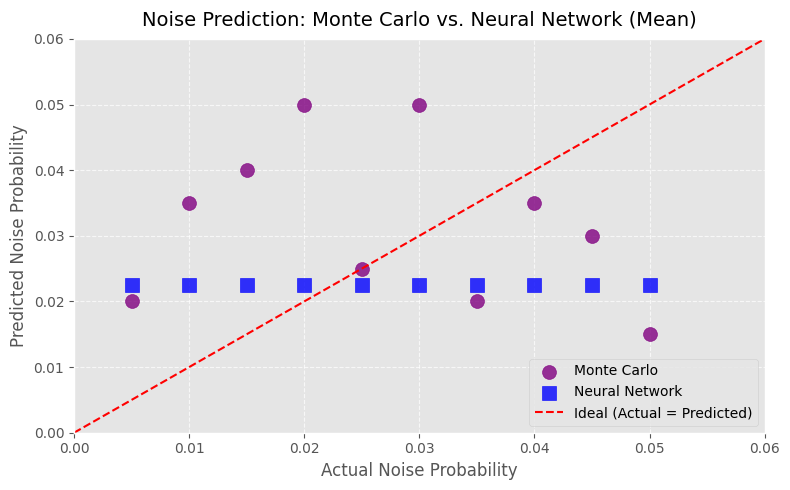 Noise Prediction: Monte Carlo vs. Neural Network (Mean)
Predicted Noise Probability
0.06
0.05
0.04
0.03
0.02
0.01
0.00
Monte Carlo
Neural Network
Ideal (Actual = Predicted)
0.00 0.01 0.02 0.03 0.04 0.05 0.06
Actual Noise Probability